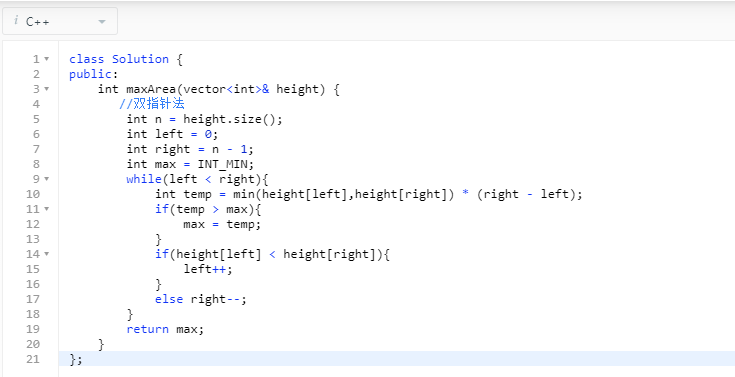 i C++
1 class Solution {
2 public:
3     int maxArea(vector<int>& height) {
4        //双指针法
5         int n = height.size();
6         int left = 0;
7         int right = n - 1;
8         int max = INT_MIN;
9         while(left < right){
10             int temp = min(height[left],height[right]) * (right - left);
11             if(temp > max){
12                 max = temp;
13             }
14             if(height[left] < height[right]){
15                 left++;
16             }
17             else right--;
18         }
19         return max;
20     }
21 };